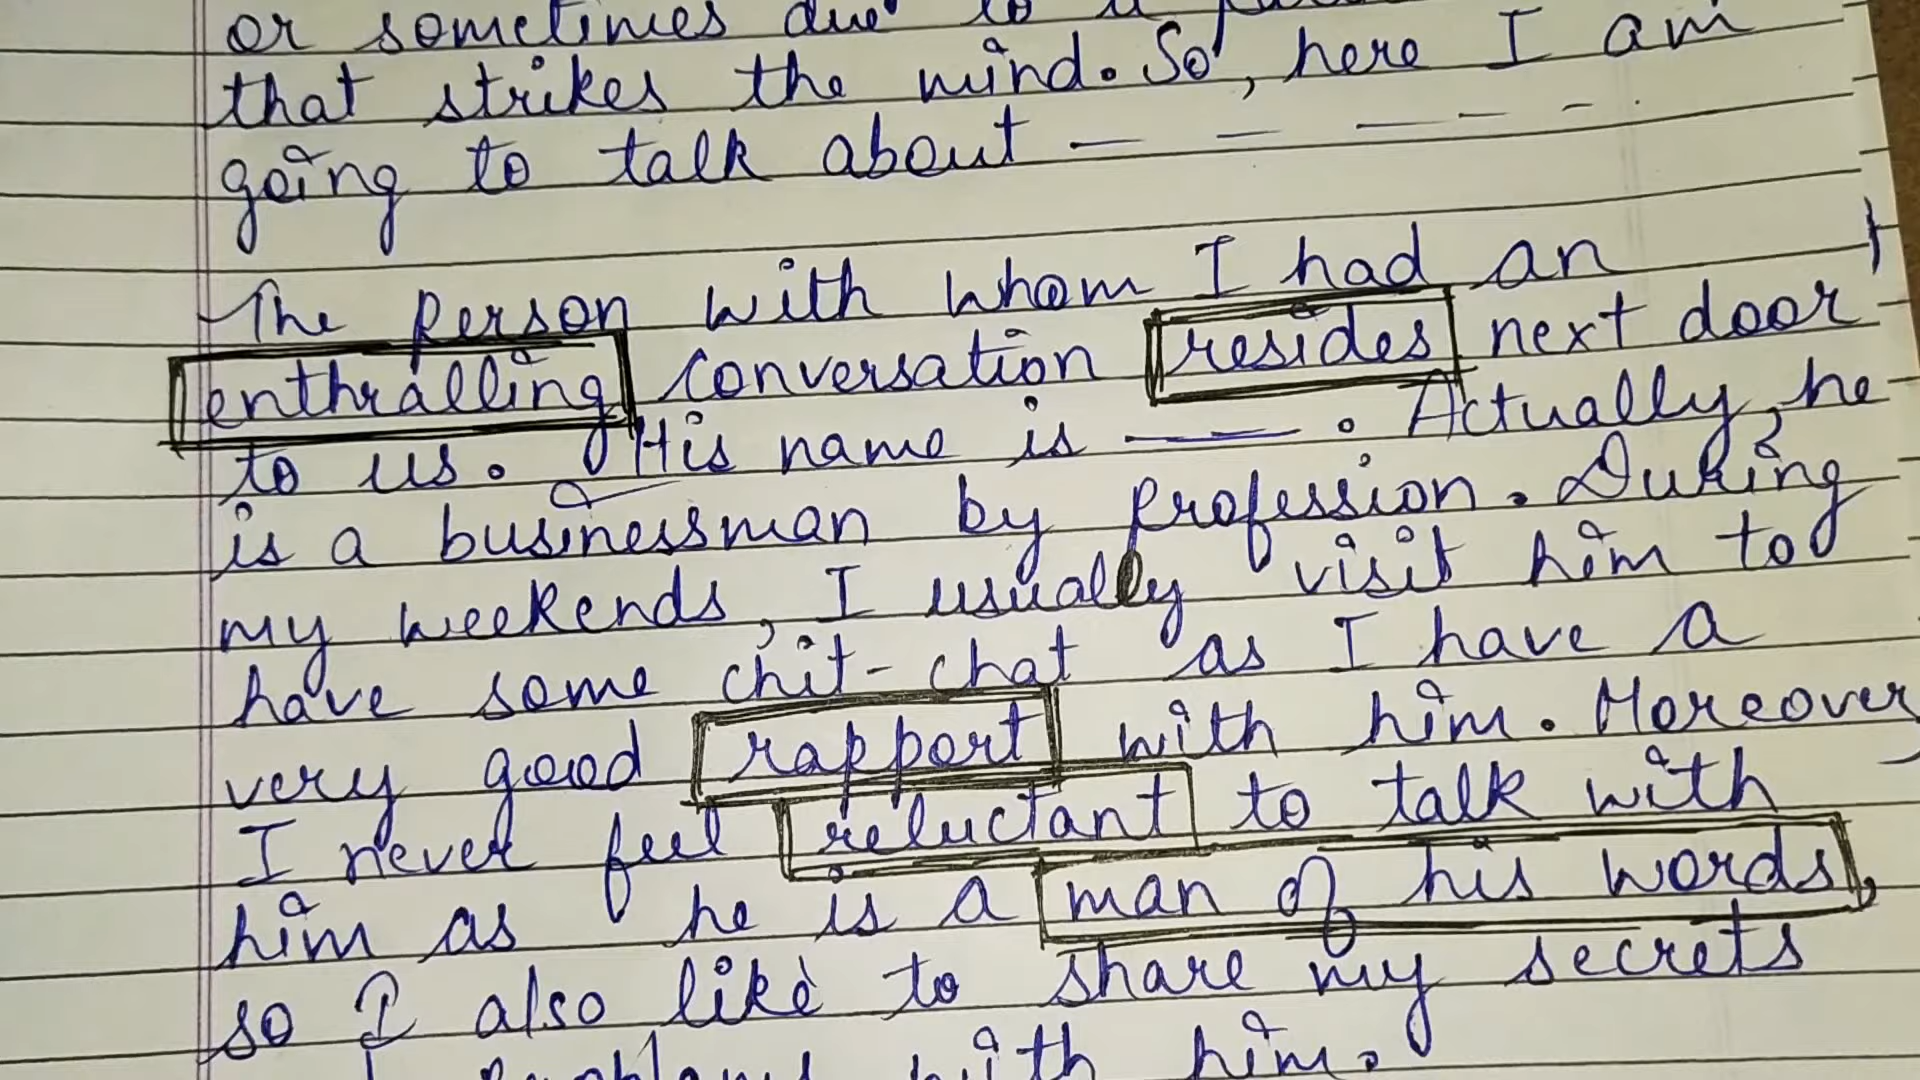 or sometimes due to a
that strikes the mind. So, here I am
going to talk about — — — — - .
The person with whom I had an
enthralling conversation resides next door
to us. His name is ——. Actually, he
is a businessman by profession. During
my weekends, I usually visit him to
have some chit-chat as I have a
very good rapport with him. Moreover,
I never feel reluctant to talk with
him as he is a man of his words,
so I also like to share my secrets
problems with him.